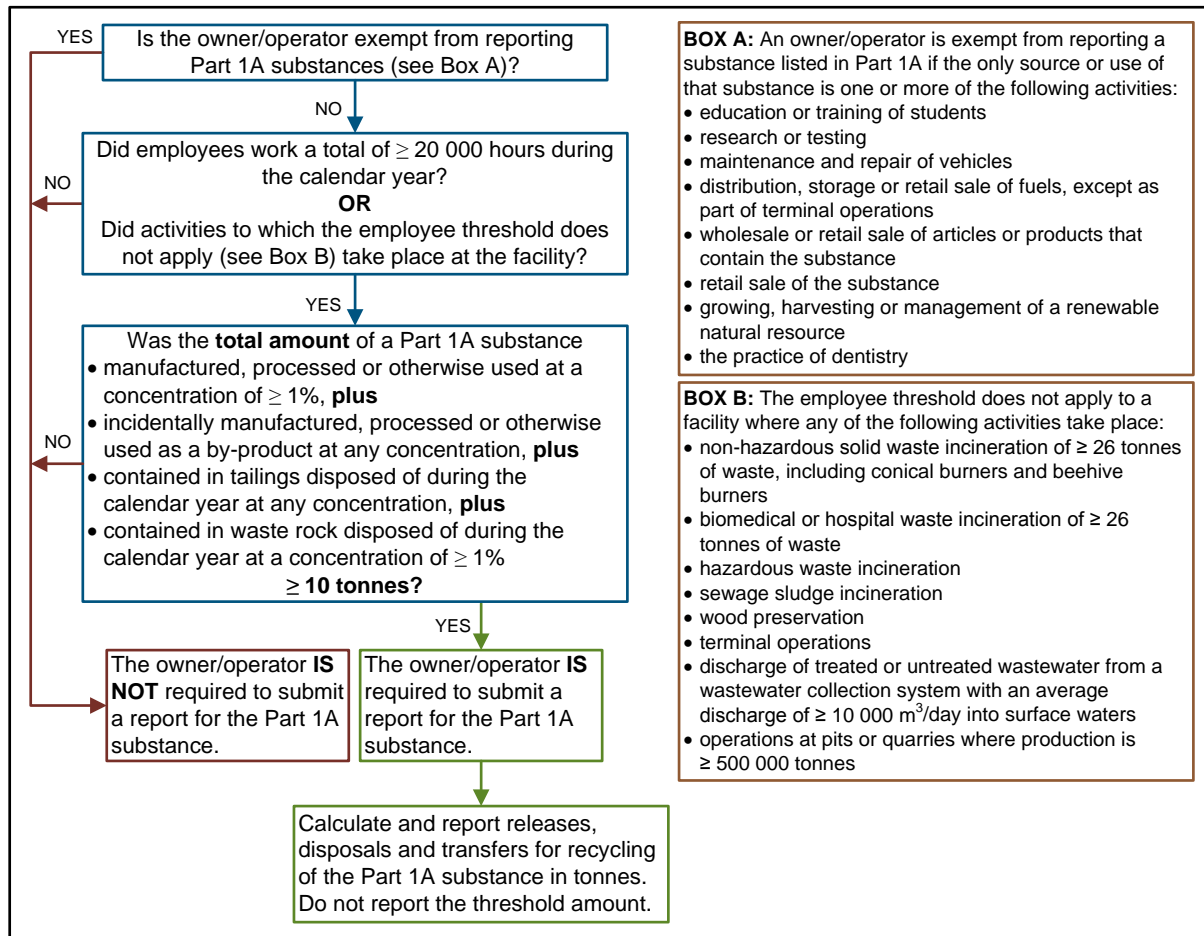 YES
Is the owner/operator exempt from reporting
Part 1A substances (see Box A)?
NO
Did employees work a total of ≥ 20 000 hours during
the calendar year?
OR
Did activities to which the employee threshold does
not apply (see Box B) take place at the facility?
NO
YES
Was the total amount of a Part 1A substance
• manufactured, processed or otherwise used at a
concentration of ≥ 1%, plus
• incidentally manufactured, processed or otherwise
used as a by-product at any concentration, plus
• contained in tailings disposed of during the
calendar year at any concentration, plus
• contained in waste rock disposed of during the
calendar year at a concentration of ≥ 1%
≥ 10 tonnes?
NO
YES
The owner/operator IS
NOT required to submit
a report for the Part 1A
substance.
The owner/operator IS
required to submit a
report for the Part 1A
substance.
Calculate and report releases,
disposals and transfers for recycling
of the Part 1A substance in tonnes.
Do not report the threshold amount.
BOX A: An owner/operator is exempt from reporting a
substance listed in Part 1A if the only source or use of
that substance is one or more of the following activities:
• education or training of students
• research or testing
• maintenance and repair of vehicles
• distribution, storage or retail sale of fuels, except as
part of terminal operations
• wholesale or retail sale of articles or products that
contain the substance
• retail sale of the substance
• growing, harvesting or management of a renewable
natural resource
• the practice of dentistry
BOX B: The employee threshold does not apply to a
facility where any of the following activities take place:
• non-hazardous solid waste incineration of ≥ 26 tonnes
of waste, including conical burners and beehive
burners
• biomedical or hospital waste incineration of ≥ 26
tonnes of waste
• hazardous waste incineration
• sewage sludge incineration
• wood preservation
• terminal operations
• discharge of treated or untreated wastewater from a
wastewater collection system with an average
discharge of ≥ 10 000 m³/day into surface waters
• operations at pits or quarries where production is
≥ 500 000 tonnes